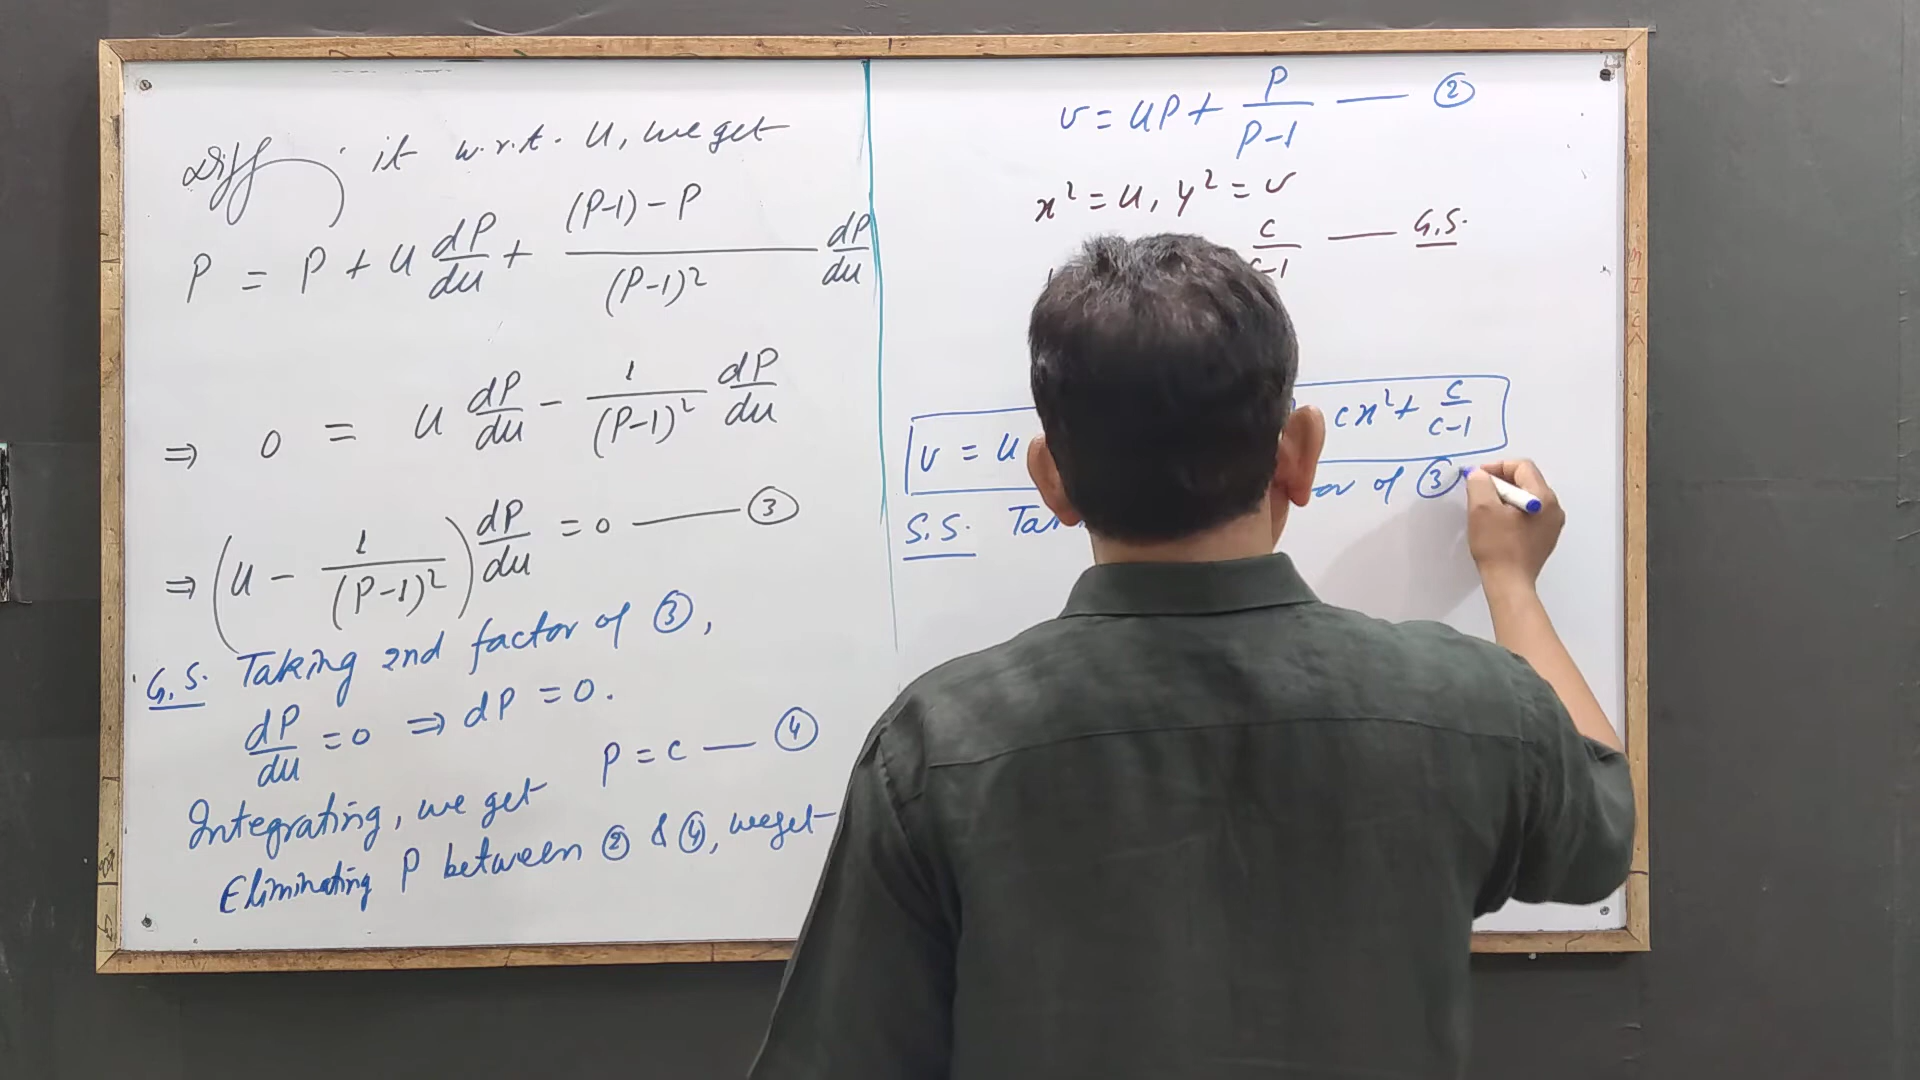 Diff. it w.r.t. u, we get
P = P + u dP/du + ((P-1) - P)/(P-1)² dP/du
⇒ 0 = u dP/du - 1/(P-1)² dP/du
⇒ (u - 1/(P-1)²) dP/du = 0 —— ③
G.S. Taking 2nd factor of ③,
dP/du = 0 ⇒ dP = 0.
Integrating, we get P = c — ④
Eliminating P between ② & ④, we get
v = uP + P/(P-1) —— ②
x² = u, y² = v
c/(c-1) —— G.S.
v = u
cx² + c/(c-1)
S.S. of ③